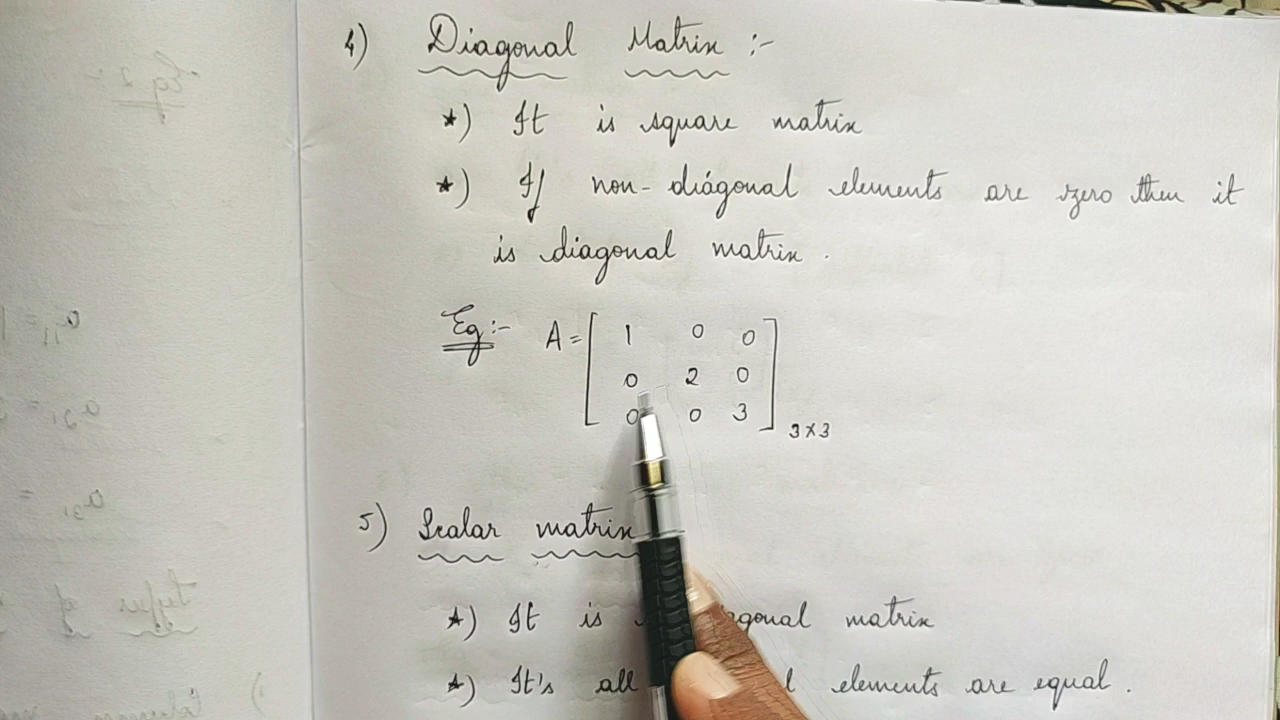 4) Diagonal Matrix :-
*) It is square matrix
*) If non-diagonal elements are zero then it
is diagonal matrix.
Eg:- A = [ 1 0 0
0 2 0
0 0 3 ] 3×3
5) Scalar matrix
*) It is agonal matrix
*) It's all l elements are equal.